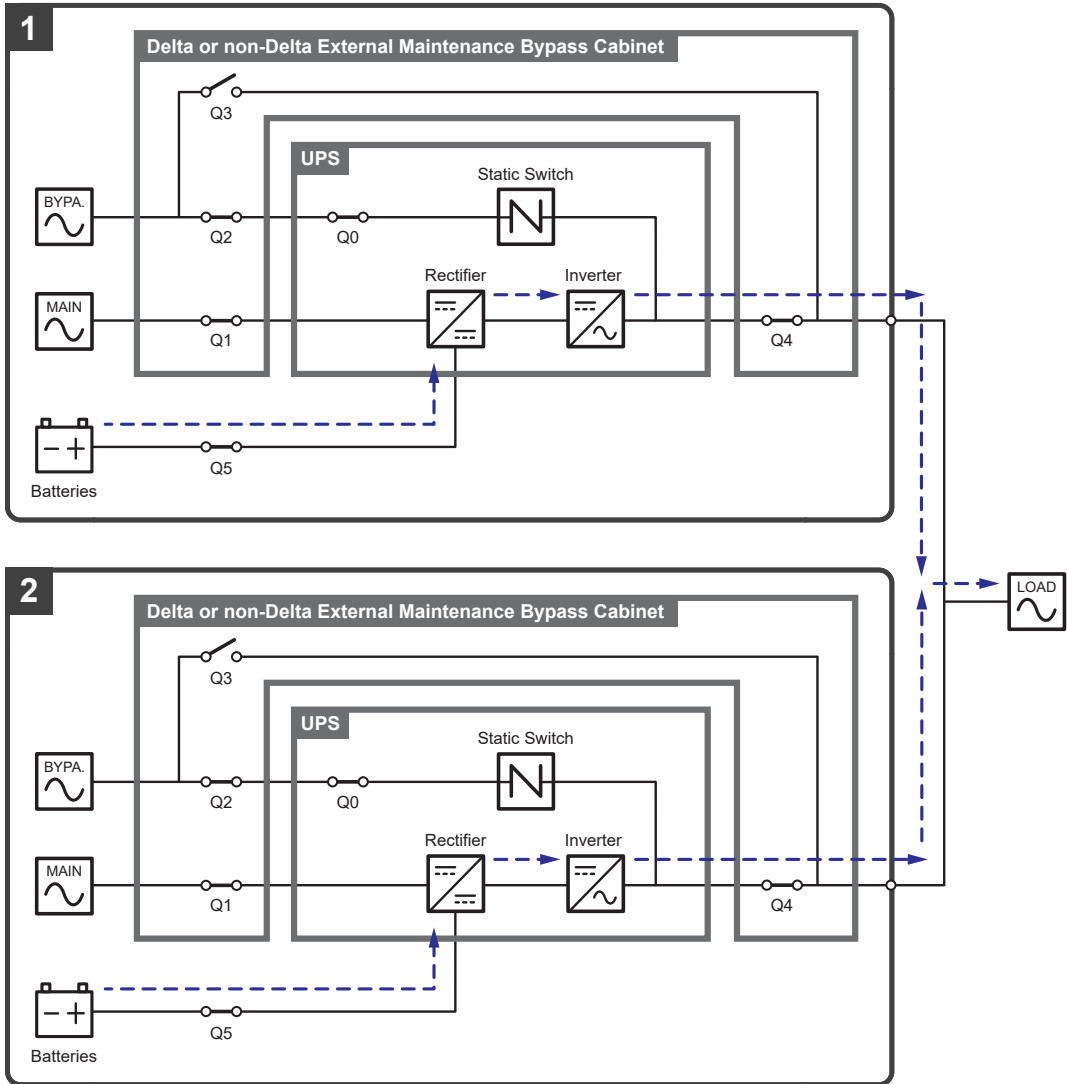 1
Delta or non-Delta External Maintenance Bypass Cabinet
Q3
UPS
Static Switch
BYPA.
Q2
Q0
Rectifier
Inverter
MAIN
Q1
Q4
Q5
Batteries
LOAD
2
Delta or non-Delta External Maintenance Bypass Cabinet
Q3
UPS
Static Switch
BYPA.
Q2
Q0
Rectifier
Inverter
MAIN
Q1
Q4
Q5
Batteries